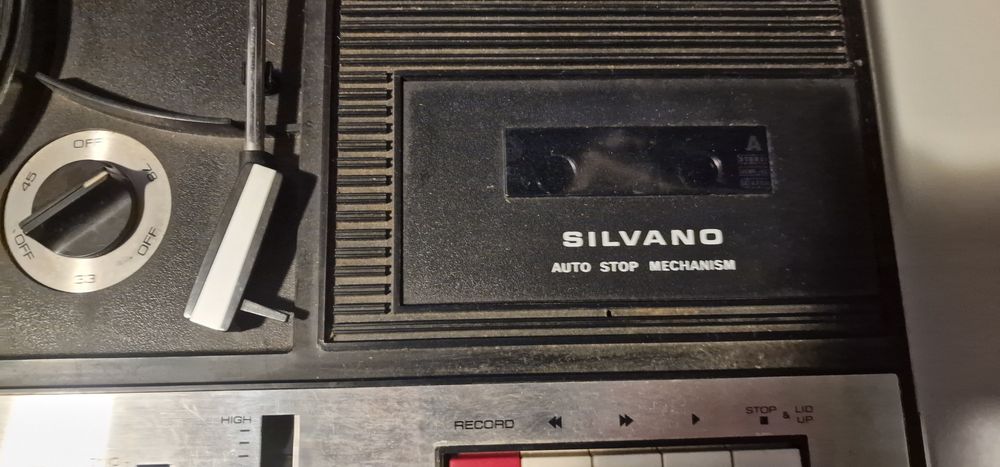 OFF
45
78
OFF
OFF
33
A
SILVANO
AUTO STOP MECHANISM
HIGH
RECORD
STOP & LID UP